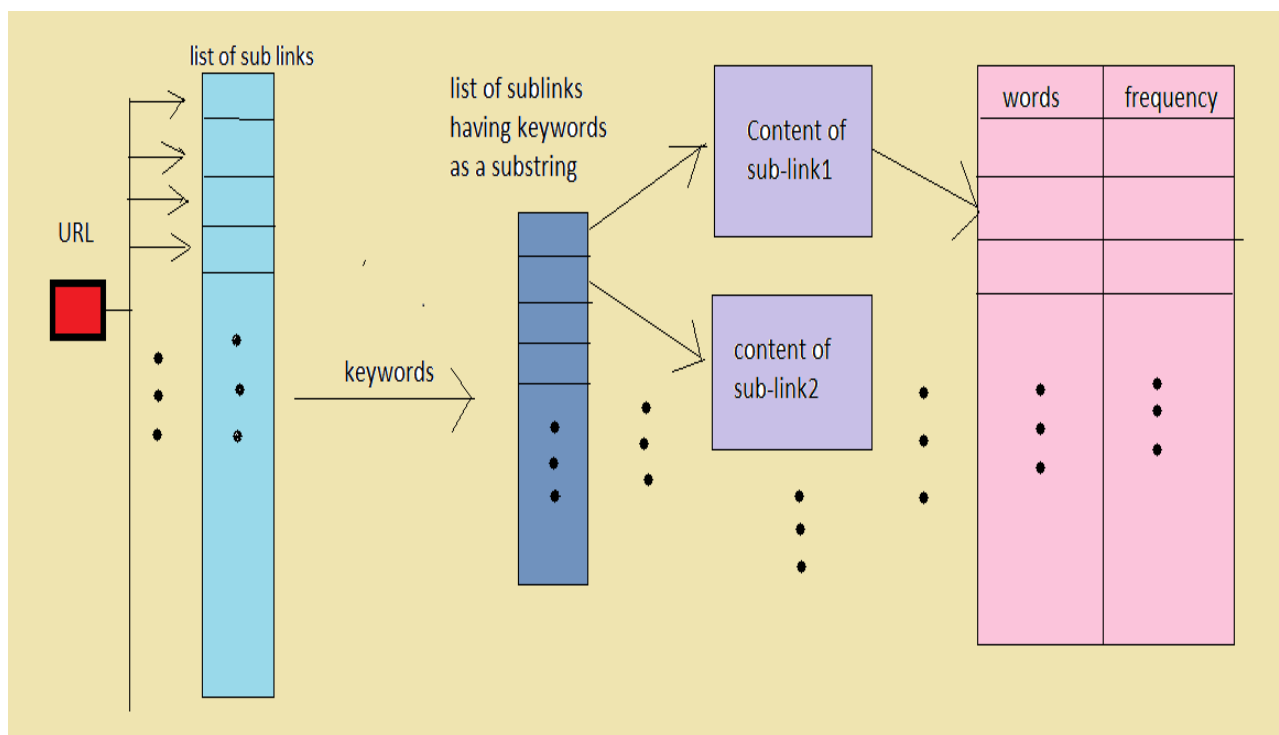 list of sub links
URL
keywords
list of sublinks
having keywords
as a substring
Content of
sub-link1
content of
sub-link2
words
frequency